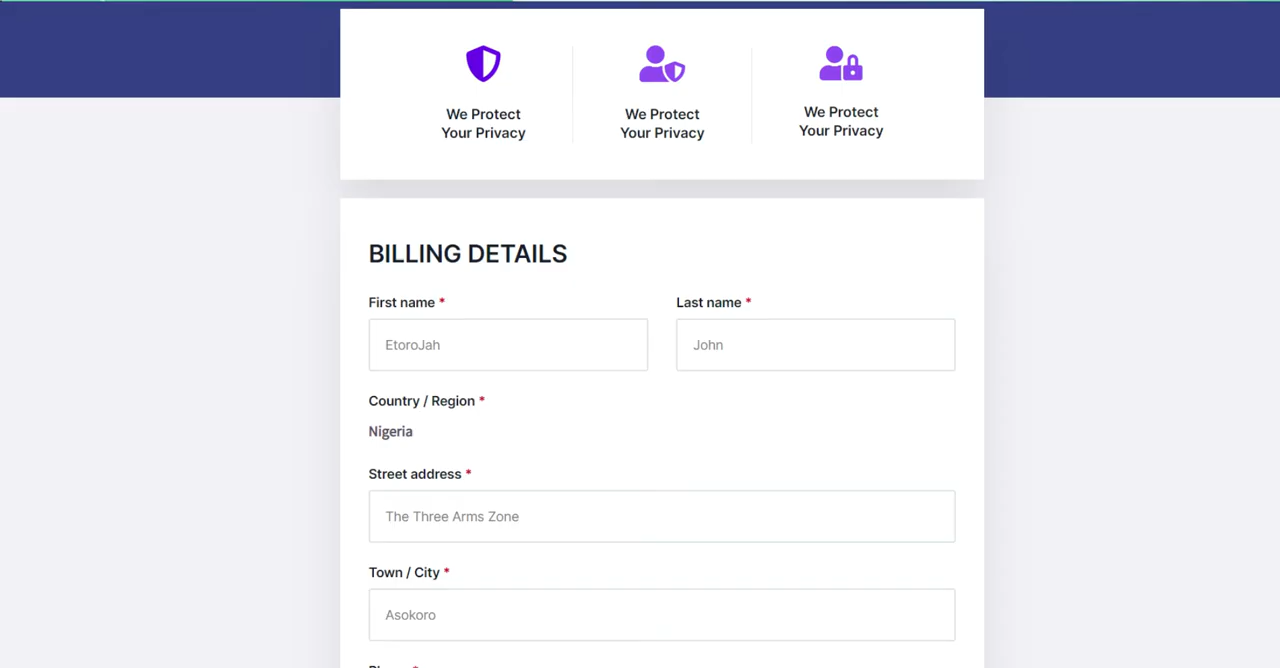 We Protect
Your Privacy
We Protect
Your Privacy
We Protect
Your Privacy
BILLING DETAILS
First name *
Last name *
EtoroJah
John
Country / Region *
Nigeria
Street address *
The Three Arms Zone
Town / City *
Asokoro